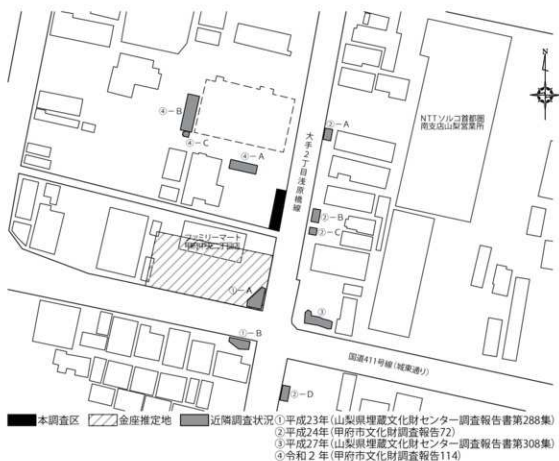 N
④-B
④-C
④-A
大手2丁目浅原橋線
②-A
NTTソルコ首都圏
南支店山梨営業所
②-B
②-C
ファミリーマート
①-A
①-B
③
国道411号線(城東通り)
②-D
本調査区
金座推定地
近隣調査状況
①平成23年(山梨県埋蔵文化財センター調査報告書第288集)
②平成24年(甲府市文化財調査報告72)
③平成27年(山梨県埋蔵文化財センター調査報告書第308集)
④令和2年(甲府市文化財調査報告114)